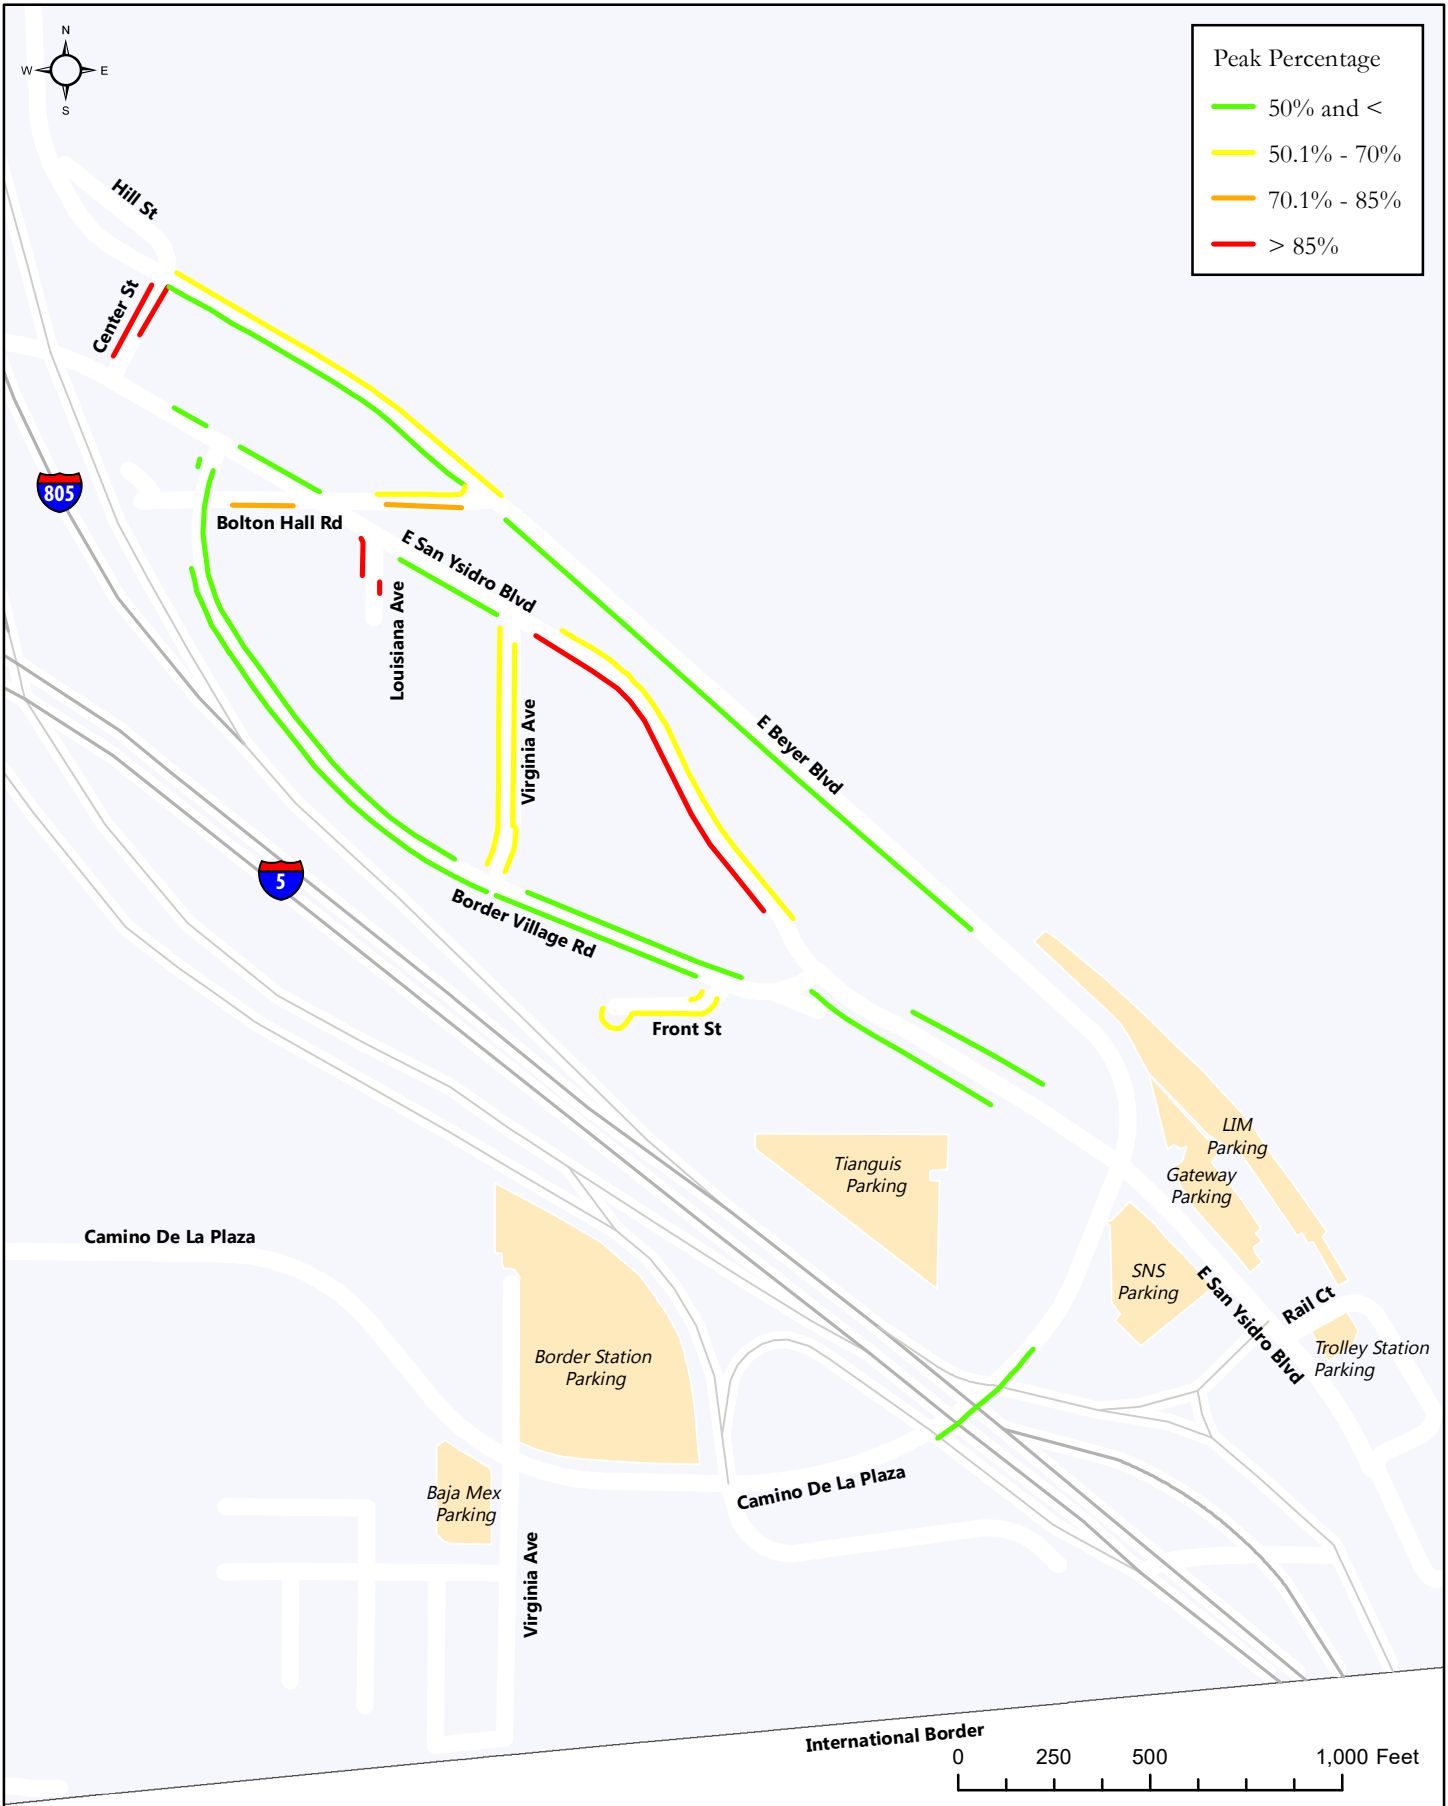 N
W E
S
Peak Percentage
50% and <
50.1% - 70%
70.1% - 85%
> 85%
Hill St
Center St
805
Bolton Hall Rd
E San Ysidro Blvd
Louisiana Ave
Virginia Ave
E Beyer Blvd
5
Border Village Rd
Front St
LIM
Parking
Tianguis
Parking
Gateway
Parking
Camino De La Plaza
SNS
Parking
E San Ysidro Blvd
Rail Ct
Trolley Station
Parking
Border Station
Parking
Baja Mex
Parking
Camino De La Plaza
Virginia Ave
International Border
0 250 500 1,000 Feet